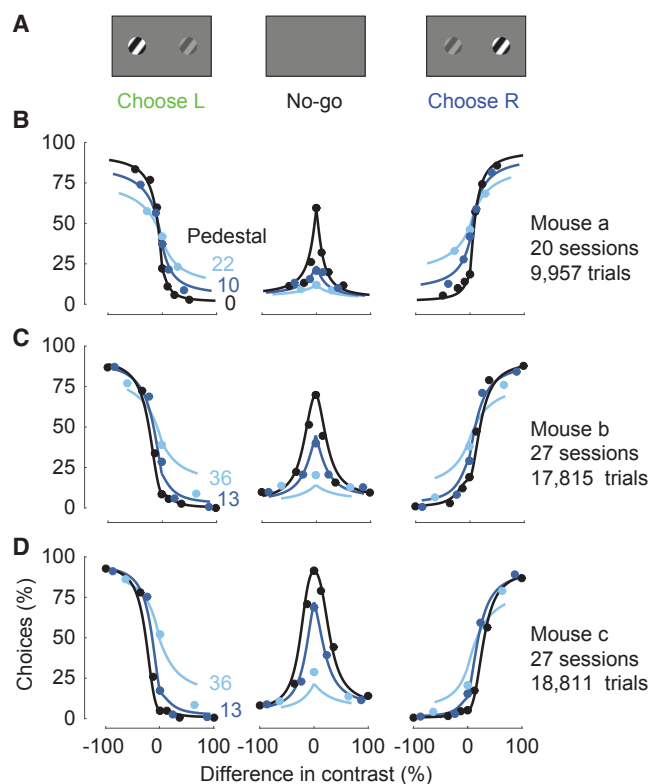 A
Choose L
No-go
Choose R
B
100
75
50
25
0
Pedestal
22
10
0
Mouse a
20 sessions
9,957 trials
C
100
75
50
25
0
36
13
Mouse b
27 sessions
17,815 trials
D
100
75
50
25
0
Choices (%)
36
13
Mouse c
27 sessions
18,811 trials
-100 0 100
-100 0 100
-100 0 100
Difference in contrast (%)